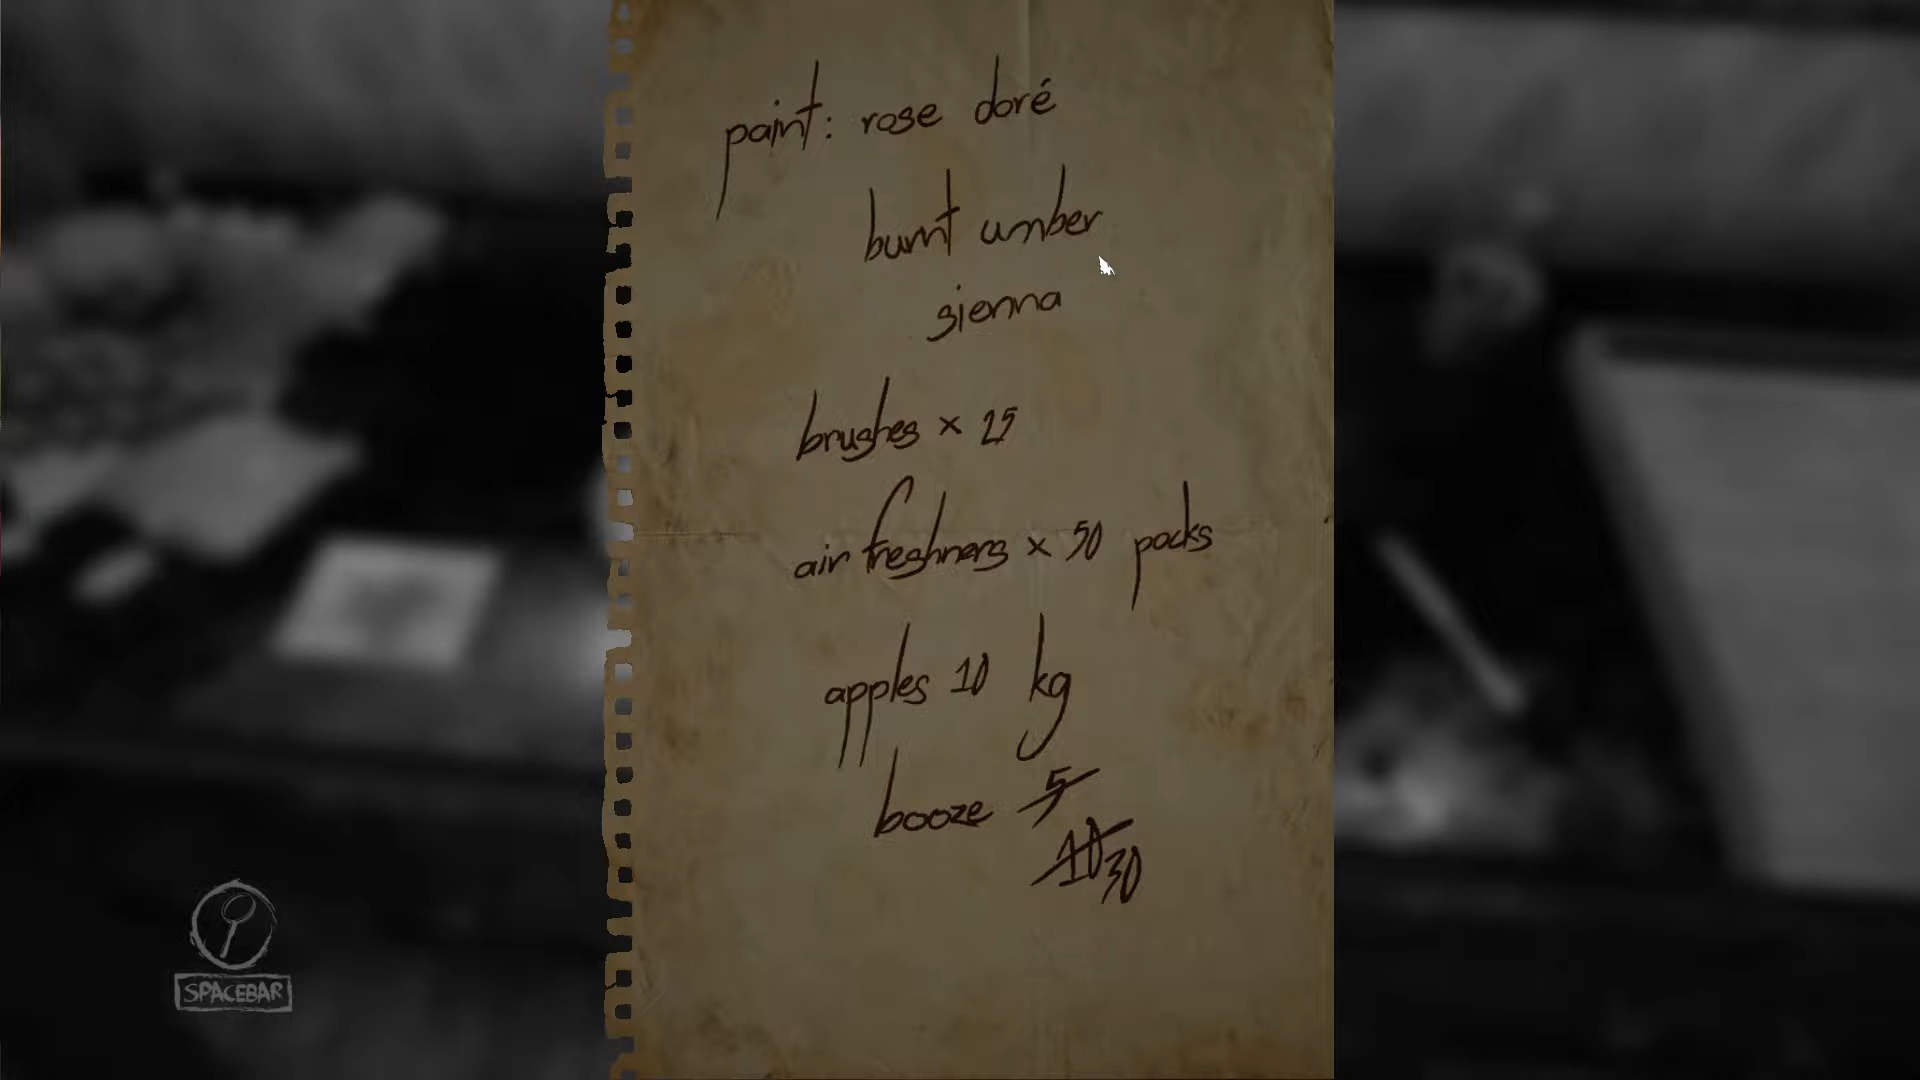 paint: rose doré
burnt umber
sienna
brushes × 25
air freshners × 50 packs
apples 10 kg
booze 5
10 30
SPACEBAR